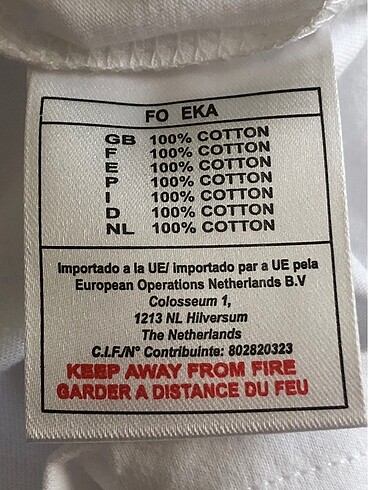 FO EKA
GB 100% COTTON
F 100% COTTON
E 100% COTTON
P 100% COTTON
I 100% COTTON
D 100% COTTON
NL 100% COTTON
Importado a la UE/ importado par a UE pela
European Operations Netherlands B.V
Colosseum 1,
1213 NL Hilversum
The Netherlands
C.I.F/N° Contribuinte: 802820323
KEEP AWAY FROM FIRE
GARDER A DISTANCE DU FEU